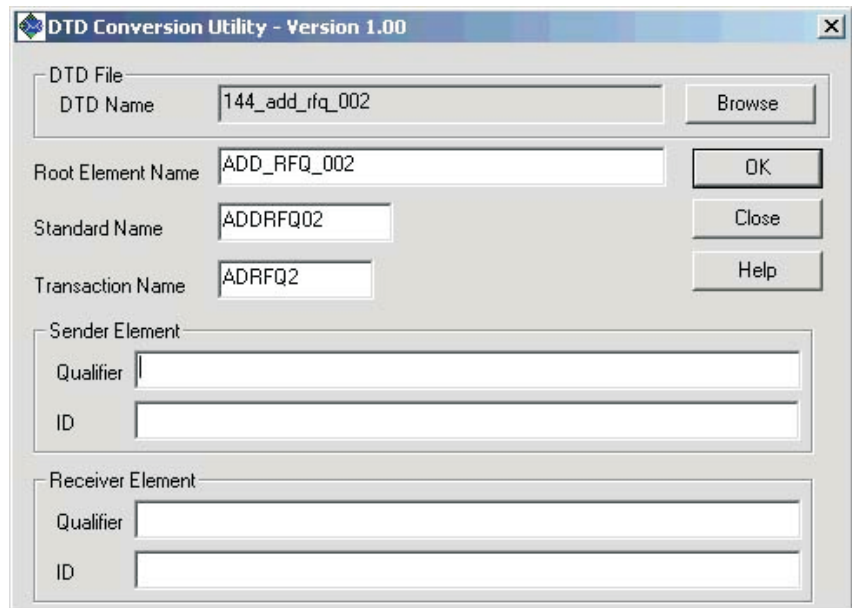 DTD Conversion Utility - Version 1.00
DTD File
DTD Name 144_add_rfq_002 Browse
Root Element Name ADD_RFQ_002 OK
Standard Name ADDRFQ02 Close
Transaction Name ADRFQ2 Help
Sender Element
Qualifier
ID
Receiver Element
Qualifier
ID